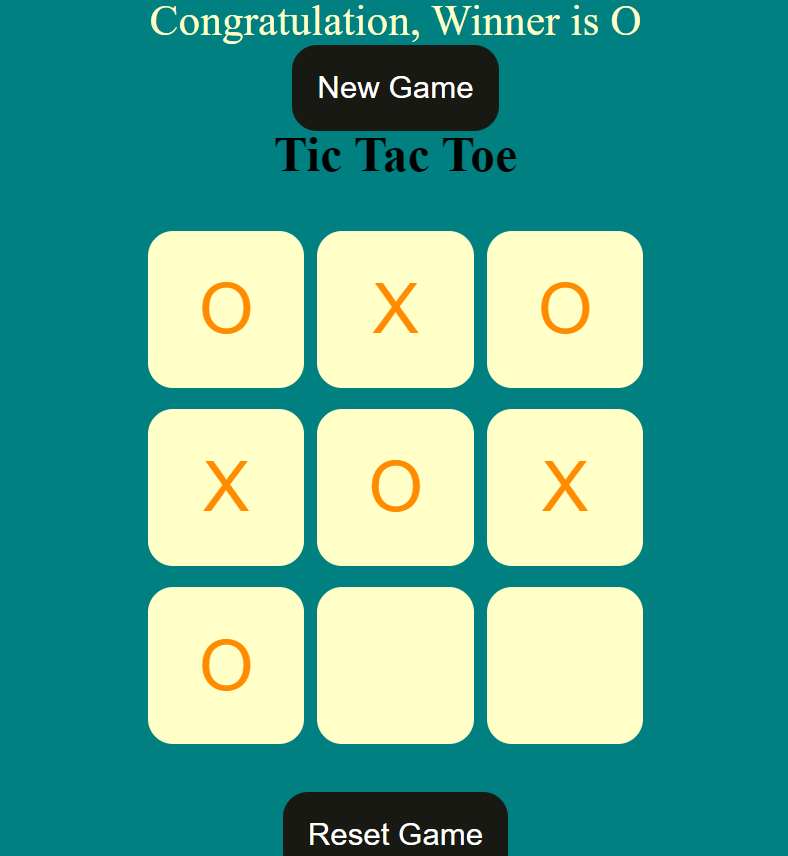 Congratulation, Winner is O
New Game
Tic Tac Toe
O X O
X O X
O
Reset Game